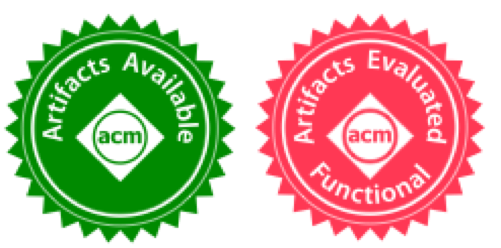 Artifacts Available
acm
Artifacts Evaluated
acm
Functional